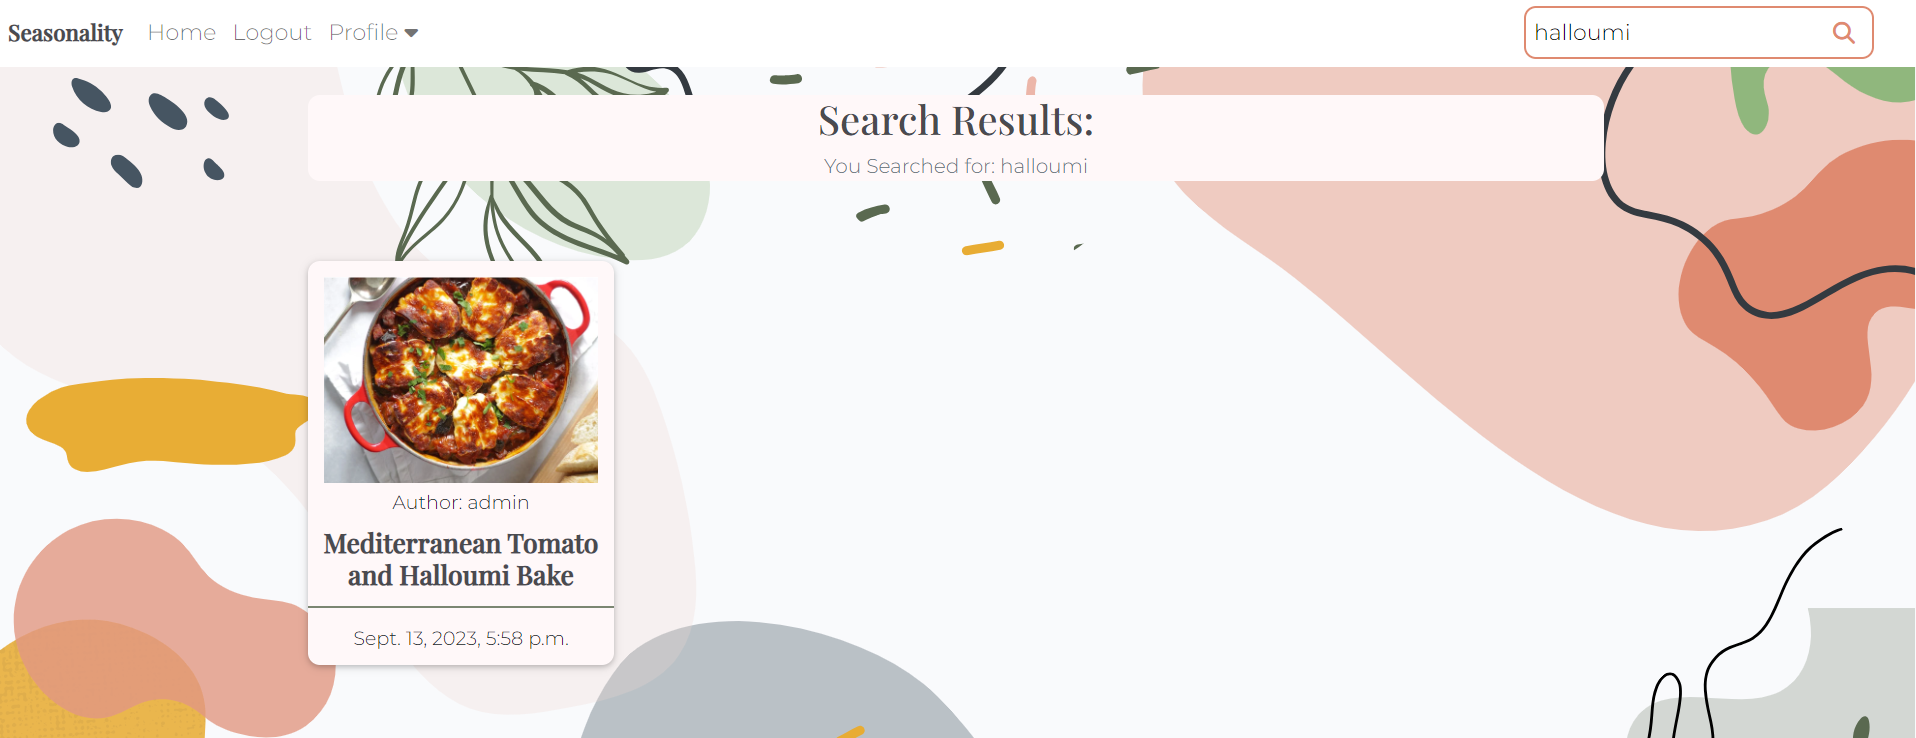 Seasonality Home Logout Profile
halloumi
Search Results:
You Searched for: halloumi
Author: admin
Mediterranean Tomato
and Halloumi Bake
Sept. 13, 2023, 5:58 p.m.